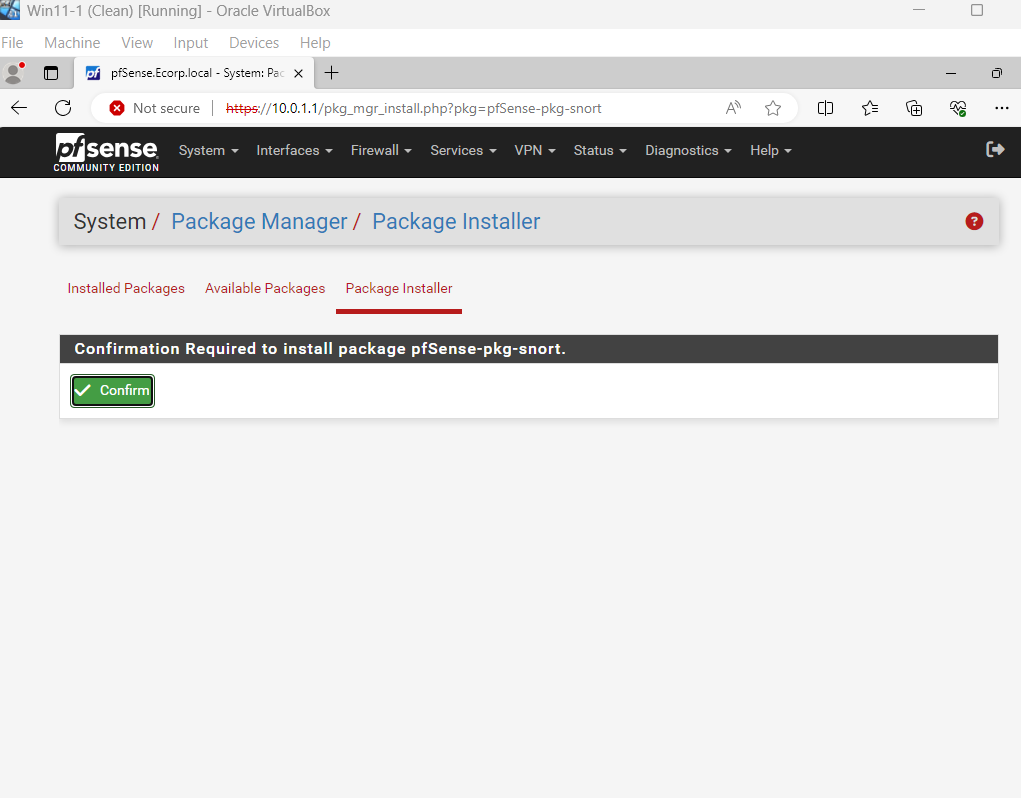 Win11-1 (Clean) [Running] - Oracle VirtualBox
File Machine View Input Devices Help
pf pfSense.Ecorp.local - System: Pac
Not secure https://10.0.1.1/pkg_mgr_install.php?pkg=pfSense-pkg-snort
pfsense
COMMUNITY EDITION
System Interfaces Firewall Services VPN Status Diagnostics Help
System / Package Manager / Package Installer
Installed Packages Available Packages Package Installer
Confirmation Required to install package pfSense-pkg-snort.
Confirm